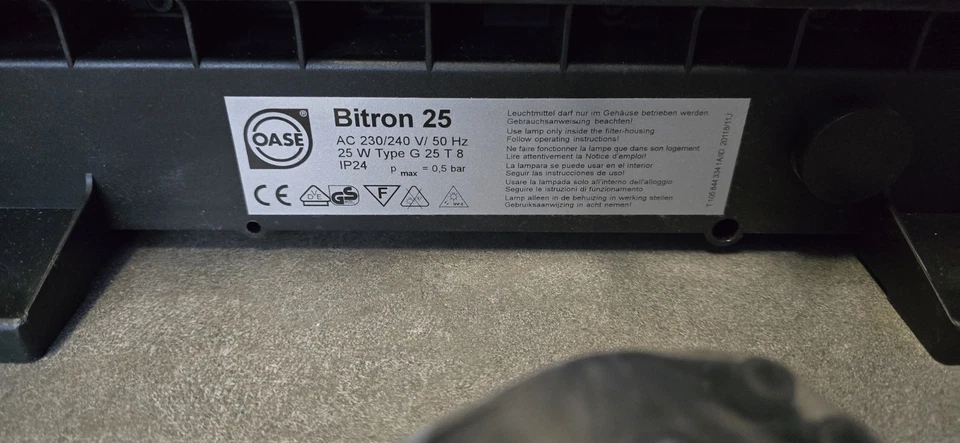 OASE
®
Bitron 25
AC 230/240 V/ 50 Hz
25 W Type G 25 T 8
IP24 p max = 0,5 bar
CE
D E
GS
F
Leuchtmittel darf nur im Gehäuse betrieben werden
Gebrauchsanweisung beachten!
Use lamp only inside the filter-housing
Follow operating instructions!
Ne faire fonctionner la lampe que dans son logement
Lire attentivement la Notice d'emploi!
La lampara se puede usar en el interior
Seguir las instrucciones de uso!
Usare la lampada solo all'interno dell'alloggio
Seguire le istruzioni di funzionamento
Lamp alleen in de behuizing in werking stellen
Gebruiksaanwijzing in acht nemen!